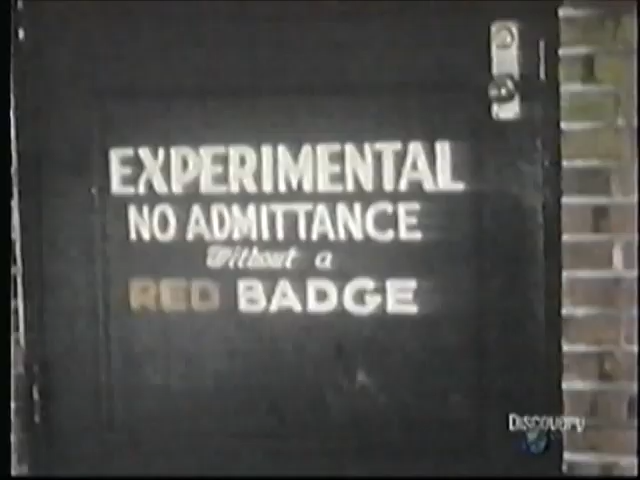 EXPERIMENTAL
NO ADMITTANCE
Without a
RED BADGE
DISCOVERY